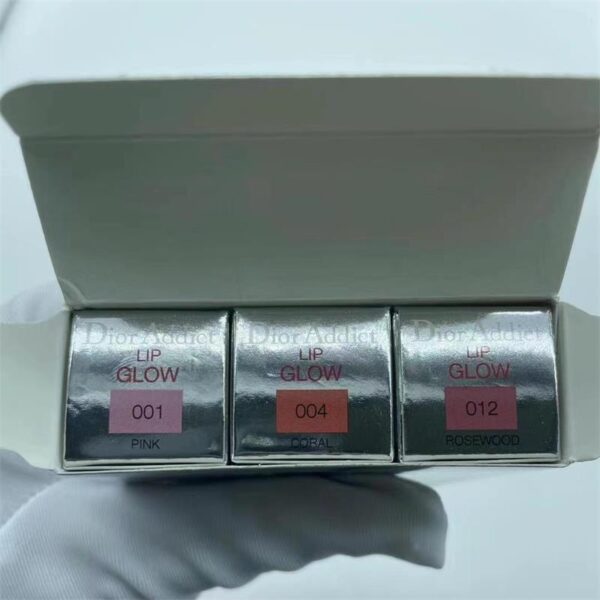 Dior Addict
LIP
GLOW
001
PINK
Dior Addict
LIP
GLOW
004
CORAL
Dior Addict
LIP
GLOW
012
ROSEWOOD